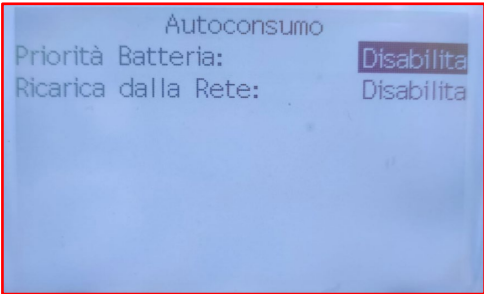 Autoconsumo
Priorità Batteria: Disabilita
Ricarica dalla Rete: Disabilita